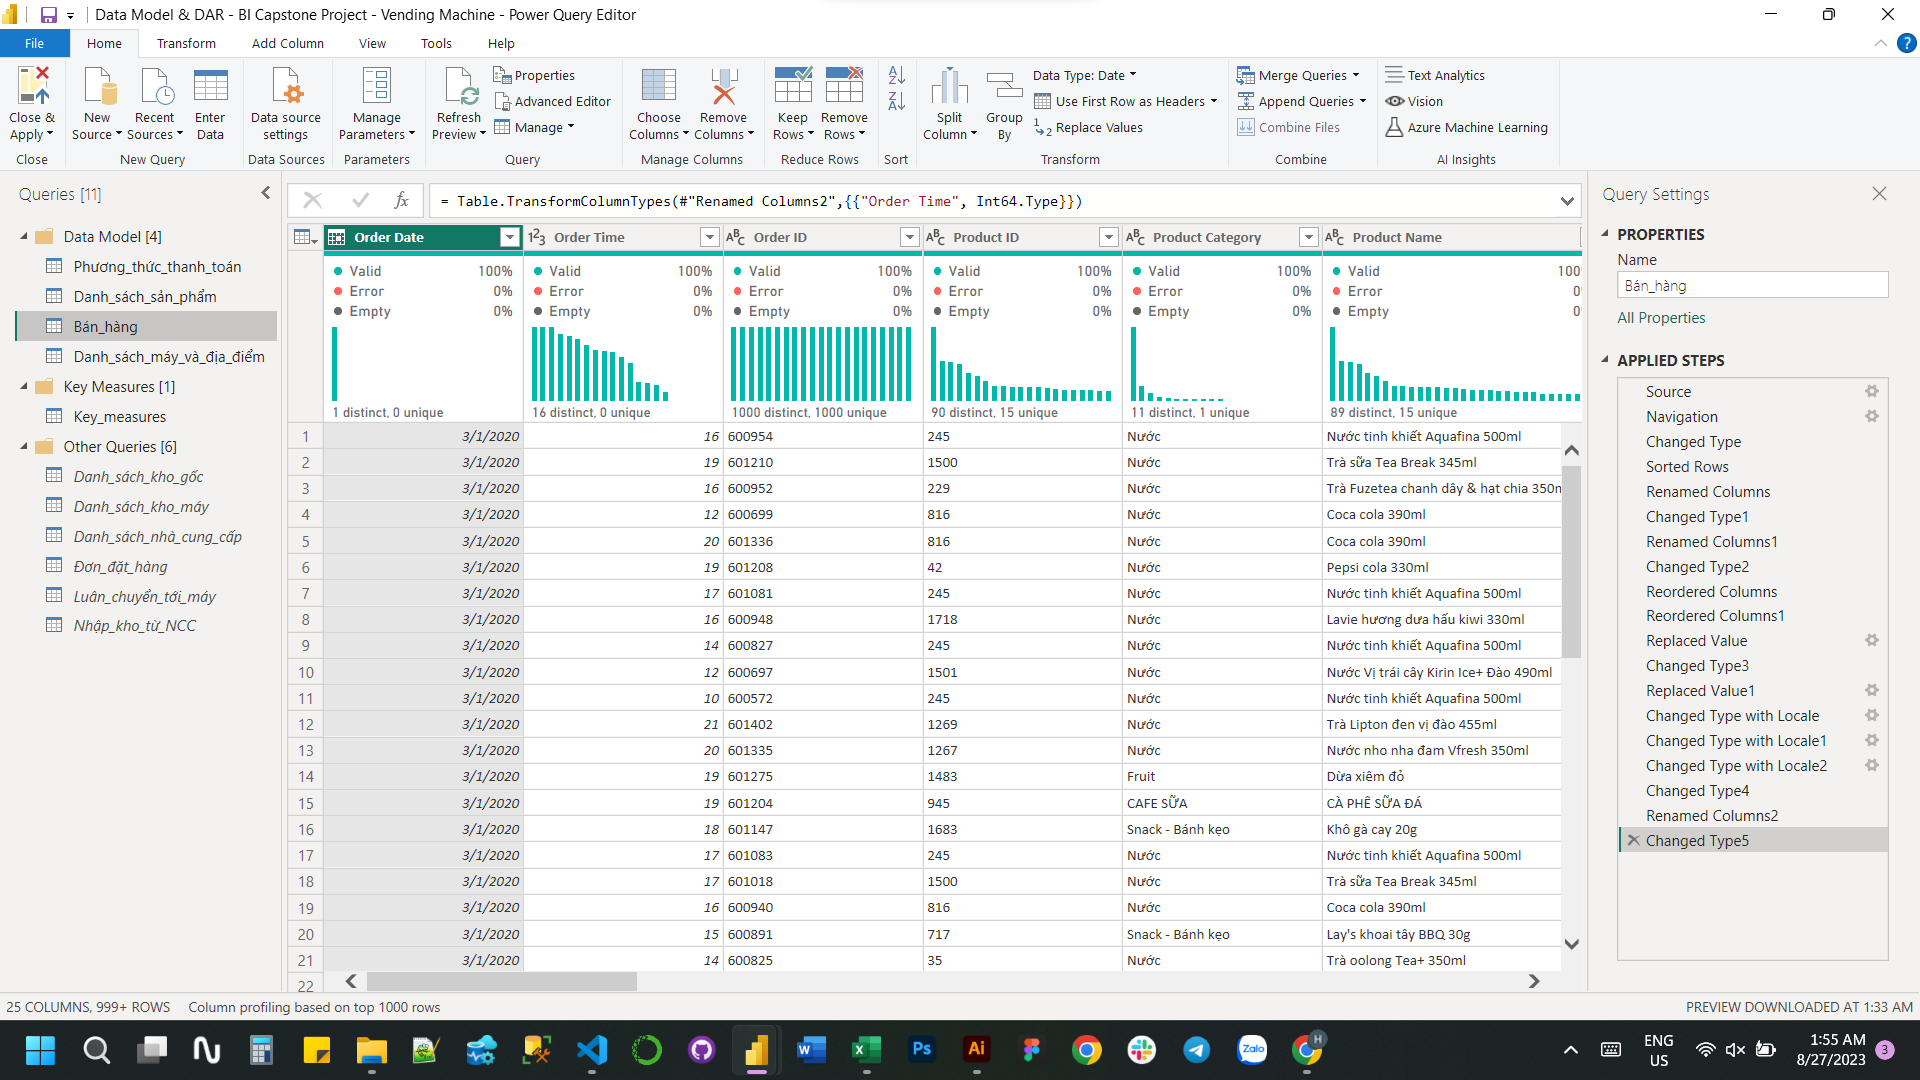 Data Model & DAR - BI Capstone Project - Vending Machine - Power Query Editor
File Home Transform Add Column View Tools Help ?
Close & Apply
Close
New Source
Recent Sources
Enter Data
New Query
Data source settings
Data Sources
Manage Parameters
Parameters
Refresh Preview
Properties
Advanced Editor
Manage
Query
Choose Columns
Remove Columns
Manage Columns
Keep Rows
Remove Rows
Reduce Rows
Sort
Split Column
Group By
Data Type: Date
Use First Row as Headers
Replace Values
Transform
Merge Queries
Append Queries
Combine Files
Combine
Text Analytics
Vision
Azure Machine Learning
AI Insights
Queries [11]
Data Model [4]
Phương_thức_thanh_toán
Danh_sách_sản_phẩm
Bán_hàng
Danh_sách_máy_và_địa_điểm
Key Measures [1]
Key_measures
Other Queries [6]
Danh_sách_kho_gốc
Danh_sách_kho_máy
Danh_sách_nhà_cung_cấp
Đơn_đặt_hàng
Luân_chuyển_tới_máy
Nhập_kho_từ_NCC
fx = Table.TransformColumnTypes(#"Renamed Columns2",{{"Order Time", Int64.Type}})
Order Date 123 Order Time ABC Order ID ABC Product ID ABC Product Category ABC Product Name
Valid 100% Valid 100% Valid 100% Valid 100% Valid 100% Valid 100
Error 0% Error 0% Error 0% Error 0% Error 0% Error 0
Empty 0% Empty 0% Empty 0% Empty 0% Empty 0% Empty 0
1 distinct, 0 unique 16 distinct, 0 unique 1000 distinct, 1000 unique 90 distinct, 15 unique 11 distinct, 1 unique 89 distinct, 15 unique
1 3/1/2020 16 600954 245 Nước Nước tinh khiết Aquafina 500ml
2 3/1/2020 19 601210 1500 Nước Trà sữa Tea Break 345ml
3 3/1/2020 16 600952 229 Nước Trà Fuzetea chanh dây & hạt chia 350m
4 3/1/2020 12 600699 816 Nước Coca cola 390ml
5 3/1/2020 20 601336 816 Nước Coca cola 390ml
6 3/1/2020 19 601208 42 Nước Pepsi cola 330ml
7 3/1/2020 17 601081 245 Nước Nước tinh khiết Aquafina 500ml
8 3/1/2020 16 600948 1718 Nước Lavie hương dưa hấu kiwi 330ml
9 3/1/2020 14 600827 245 Nước Nước tinh khiết Aquafina 500ml
10 3/1/2020 12 600697 1501 Nước Nước Vị trái cây Kirin Ice+ Đào 490ml
11 3/1/2020 10 600572 245 Nước Nước tinh khiết Aquafina 500ml
12 3/1/2020 21 601402 1269 Nước Trà Lipton đen vị đào 455ml
13 3/1/2020 20 601335 1267 Nước Nước nho nha đam Vfresh 350ml
14 3/1/2020 19 601275 1483 Fruit Dừa xiêm đỏ
15 3/1/2020 19 601204 945 CAFE SỮA CÀ PHÊ SỮA ĐÁ
16 3/1/2020 18 601147 1683 Snack - Bánh kẹo Khô gà cay 20g
17 3/1/2020 17 601083 245 Nước Nước tinh khiết Aquafina 500ml
18 3/1/2020 17 601018 1500 Nước Trà sữa Tea Break 345ml
19 3/1/2020 16 600940 816 Nước Coca cola 390ml
20 3/1/2020 15 600891 717 Snack - Bánh kẹo Lay's khoai tây BBQ 30g
21 3/1/2020 14 600825 35 Nước Trà oolong Tea+ 350ml
22
Query Settings
PROPERTIES
Name
Bán_hàng
All Properties
APPLIED STEPS
Source
Navigation
Changed Type
Sorted Rows
Renamed Columns
Changed Type1
Renamed Columns1
Changed Type2
Reordered Columns
Reordered Columns1
Replaced Value
Changed Type3
Replaced Value1
Changed Type with Locale
Changed Type with Locale1
Changed Type with Locale2
Changed Type4
Renamed Columns2
Changed Type5
25 COLUMNS, 999+ ROWS Column profiling based on top 1000 rows PREVIEW DOWNLOADED AT 1:33 AM
Ps Ai Zalo H
ENG
US
1:55 AM
8/27/2023
3